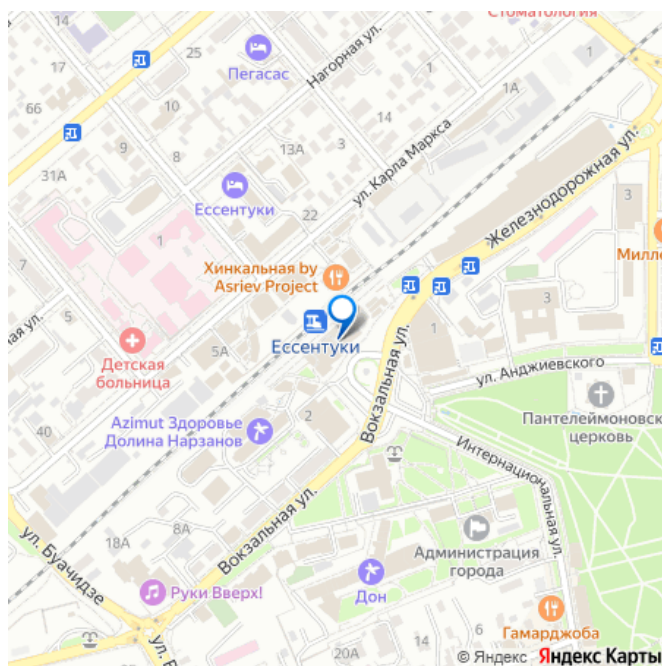 Стоматология
17
25
Нагорная ул.
1
Пегасас
1А
14
66
10
3
ул. Карла Маркса
9
8
13А
31А
Ессентуки
22
Железнодорожная ул.
3
1
7
Хинкальная by
Asriev Project
Милле
5
3
Ессентуки
1
Детская
больница
5А
ул. Анджиевского
Вокзальная ул.
Пантелеймоновск
церковь
Azimut Здоровье
Долина Нарзанов
2
40
Интернациональная ул.
Вокзальная ул.
18А
8А
Администрация
города
ул. Буачидзе
Руки Вверх!
Дон
14
6
Гамарджоба
20А
4
© Яндекс Яндекс Карты